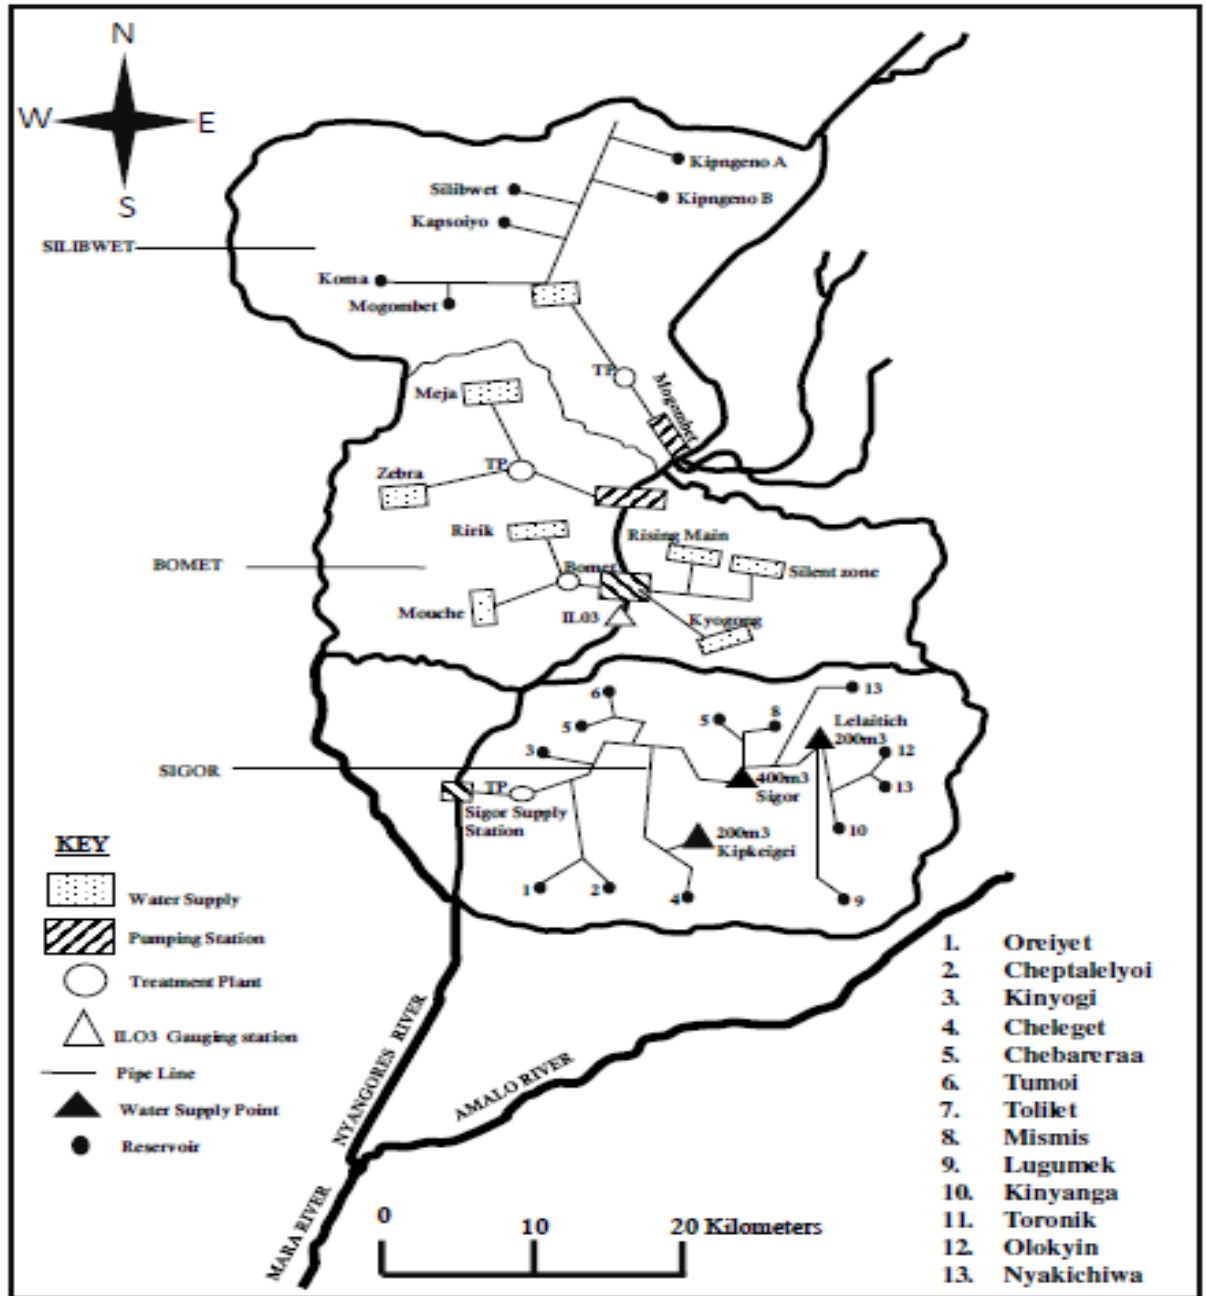 N
W
E
S
Kipngeno A
Silibwet
Kipngeno B
Kapsoiyo
SILIBWET
Koma
Mogombet
TP
Mogombet
Meja
TP
Zebra
Ririk
Rising Main
BOMET
Bomet
Silent zone
Mouche
IL03
Kyogong
6
13
5
5
8
Lelaitich
200m3
3
12
SIGOR
TP
400m3
Sigor
13
Sigor Supply
Station
10
200m3
Kipkeigei
1
2
4
9
KEY
Water Supply
Pumping Station
Treatment Plant
ILO3 Gauging station
Pipe Line
Water Supply Point
Reservoir
NYANGORES RIVER
AMALO RIVER
MARA RIVER
0
10
20 Kilometers
1. Oreiyet
2. Cheptalelyoi
3. Kinyogi
4. Cheleget
5. Chebareraa
6. Tumoi
7. Tolilet
8. Mismis
9. Lugumek
10. Kinyanga
11. Toronik
12. Olokyin
13. Nyakichiwa